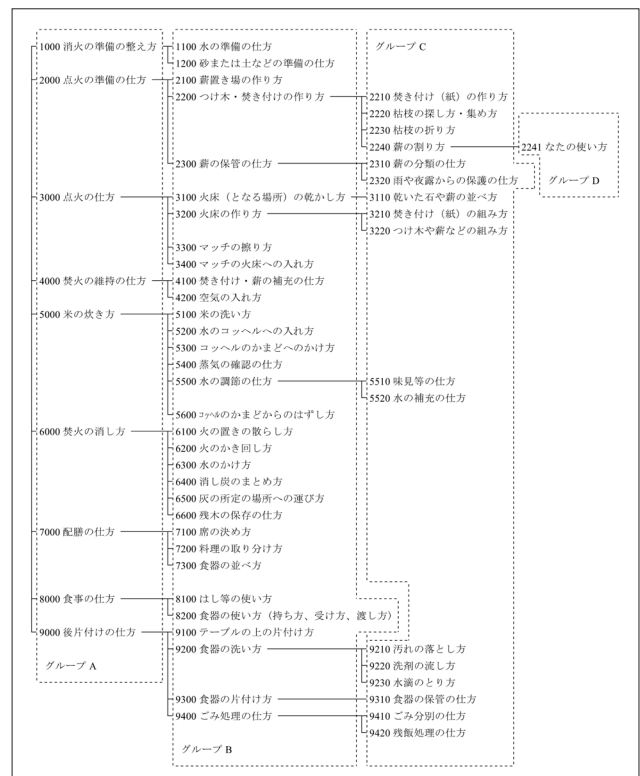 1000 消火の準備の整え方 1100 水の準備の仕方 グループ C
1200 砂または土などの準備の仕方
2000 点火の準備の仕方 2100 薪置き場の作り方
2200 つけ木・焚き付けの作り方 2210 焚き付け（紙）の作り方
2220 枯枝の探し方・集め方
2230 枯枝の折り方
2240 薪の割り方 2241 なたの使い方
2300 薪の保管の仕方 2310 薪の分類の仕方
2320 雨や夜露からの保護の仕方 グループ D
3000 点火の仕方 3100 火床（となる場所）の乾かし方 3110 乾いた石や薪の並べ方
3200 火床の作り方 3210 焚き付け（紙）の組み方
3220 つけ木や薪などの組み方
3300 マッチの擦り方
3400 マッチの火床への入れ方
4000 焚火の維持の仕方 4100 焚き付け・薪の補充の仕方
4200 空気の入れ方
5000 米の炊き方 5100 米の洗い方
5200 水のコッヘルへの入れ方
5300 コッヘルのかまどへのかけ方
5400 蒸気の確認の仕方
5500 水の調節の仕方 5510 味見等の仕方
5520 水の補充の仕方
5600 コッヘルのかまどからのはずし方
6000 焚火の消し方 6100 火の置きの散らし方
6200 火のかき回し方
6300 水のかけ方
6400 消し炭のまとめ方
6500 灰の所定の場所への運び方
6600 残木の保存の仕方
7000 配膳の仕方 7100 席の決め方
7200 料理の取り分け方
7300 食器の並べ方
8000 食事の仕方 8100 はし等の使い方
8200 食器の使い方（持ち方、受け方、渡し方）
9000 後片付けの仕方 9100 テーブルの上の片付け方
9200 食器の洗い方 9210 汚れの落とし方
グループ A 9220 洗剤の流し方
9230 水滴のとり方
9300 食器の片付け方 9310 食器の保管の仕方
9400 ごみ処理の仕方 9410 ごみ分別の仕方
9420 残飯処理の仕方
グループ B